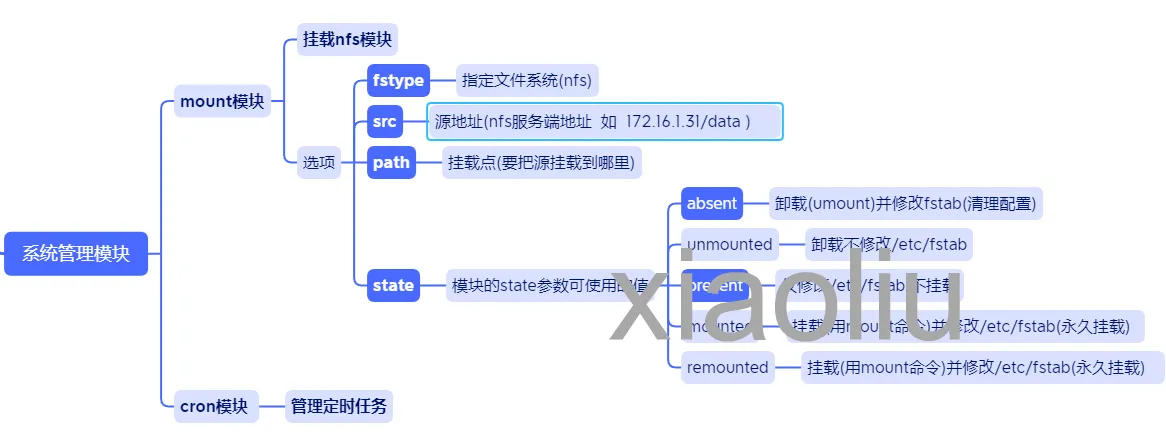 挂载nfs模块
mount模块
选项
fstype
指定文件系统(nfs)
src
源地址(nfs服务端地址 如 172.16.1.31/data )
path
挂载点(要把源挂载到哪里)
state
模块的state参数可使用的值
absent
卸载(umount)并修改fstab(清理配置)
unmounted
卸载不修改/etc/fstab
present
仅修改/etc/fstab 不挂载
mounted
挂载(用mount命令)并修改/etc/fstab(永久挂载)
remounted
挂载(用mount命令)并修改/etc/fstab(永久挂载)
系统管理模块
cron模块
管理定时任务
xiaoliu